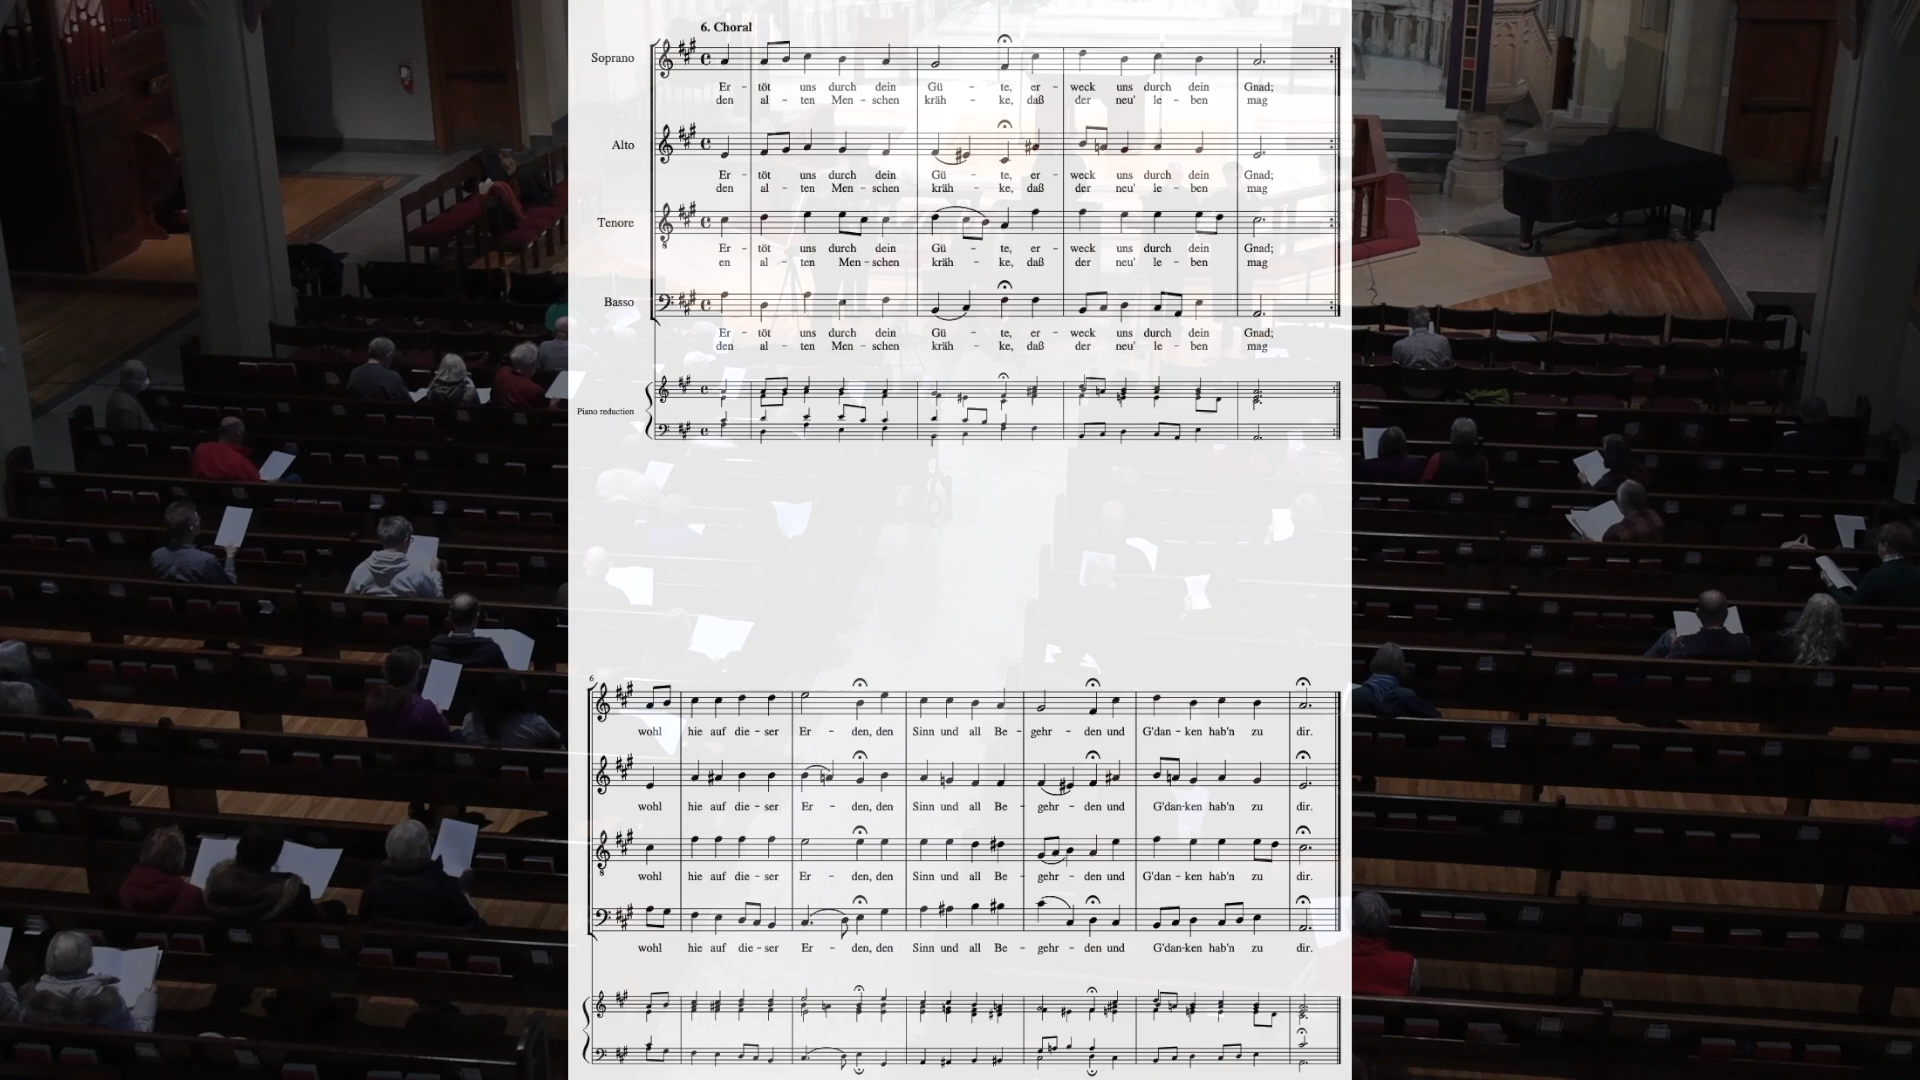 6. Choral
Soprano
Er - töt uns durch dein Gü - te, er - weck uns durch dein Gnad;
den al - ten Men - schen kräh - ke, daß der neu' le - ben mag
Alto
Er - töt uns durch dein Gü - te, er - weck uns durch dein Gnad;
den al - ten Men - schen kräh - ke, daß der neu' le - ben mag
Tenore
8
Er - töt uns durch dein Gü - te, er - weck uns durch dein Gnad;
en al - ten Men - schen kräh - ke, daß der neu' le - ben mag
Basso
Er - töt uns durch dein Gü - te, er - weck uns durch dein Gnad;
den al - ten Men - schen kräh - ke, daß der neu' le - ben mag
Piano reduction
6
wohl hie auf die - ser Er - den, den Sinn und all Be - gehr - den und G'dan - ken hab'n zu dir.
wohl hie auf die - ser Er - den, den Sinn und all Be - gehr - den und G'dan-ken hab'n zu dir.
8
wohl hie auf die - ser Er - den, den Sinn und all Be - gehr - den und G'dan - ken hab'n zu dir.
wohl hie auf die - ser Er - den, den Sinn und all Be - gehr - den und G'dan-ken hab'n zu dir.